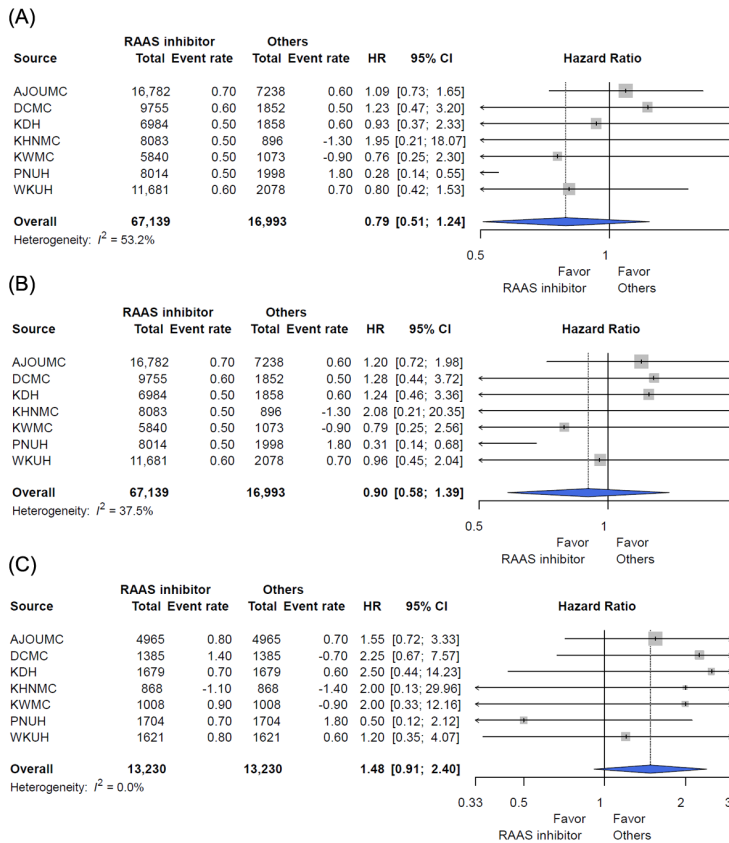 (A)
RAAS inhibitor Others
Source Total Event rate Total Event rate HR 95% CI Hazard Ratio
AJOUMC 16,782 0.70 7238 0.60 1.09 [0.73; 1.65]
DCMC 9755 0.60 1852 0.50 1.23 [0.47; 3.20]
KDH 6984 0.50 1858 0.60 0.93 [0.37; 2.33]
KHNMC 8083 0.50 896 -1.30 1.95 [0.21; 18.07]
KWMC 5840 0.50 1073 -0.90 0.76 [0.25; 2.30]
PNUH 8014 0.50 1998 1.80 0.28 [0.14; 0.55]
WKUH 11,681 0.60 2078 0.70 0.80 [0.42; 1.53]
Overall 67,139 16,993 0.79 [0.51; 1.24]
Heterogeneity: I² = 53.2%
0.5 1
Favor Favor
RAAS inhibitor Others
(B)
RAAS inhibitor Others
Source Total Event rate Total Event rate HR 95% CI Hazard Ratio
AJOUMC 16,782 0.70 7238 0.60 1.20 [0.72; 1.98]
DCMC 9755 0.60 1852 0.50 1.28 [0.44; 3.72]
KDH 6984 0.50 1858 0.60 1.24 [0.46; 3.36]
KHNMC 8083 0.50 896 -1.30 2.08 [0.21; 20.35]
KWMC 5840 0.50 1073 -0.90 0.79 [0.25; 2.56]
PNUH 8014 0.50 1998 1.80 0.31 [0.14; 0.68]
WKUH 11,681 0.60 2078 0.70 0.96 [0.45; 2.04]
Overall 67,139 16,993 0.90 [0.58; 1.39]
Heterogeneity: I² = 37.5%
0.5 1
Favor Favor
RAAS inhibitor Others
(C)
RAAS inhibitor Others
Source Total Event rate Total Event rate HR 95% CI Hazard Ratio
AJOUMC 4965 0.80 4965 0.70 1.55 [0.72; 3.33]
DCMC 1385 1.40 1385 -0.70 2.25 [0.67; 7.57]
KDH 1679 0.70 1679 0.60 2.50 [0.44; 14.23]
KHNMC 868 -1.10 868 -1.40 2.00 [0.13; 29.96]
KWMC 1008 0.90 1008 -0.90 2.00 [0.33; 12.16]
PNUH 1704 0.70 1704 1.80 0.50 [0.12; 2.12]
WKUH 1621 0.80 1621 0.60 1.20 [0.35; 4.07]
Overall 13,230 13,230 1.48 [0.91; 2.40]
Heterogeneity: I² = 0.0%
0.33 0.5 1 2 3
Favor Favor
RAAS inhibitor Others